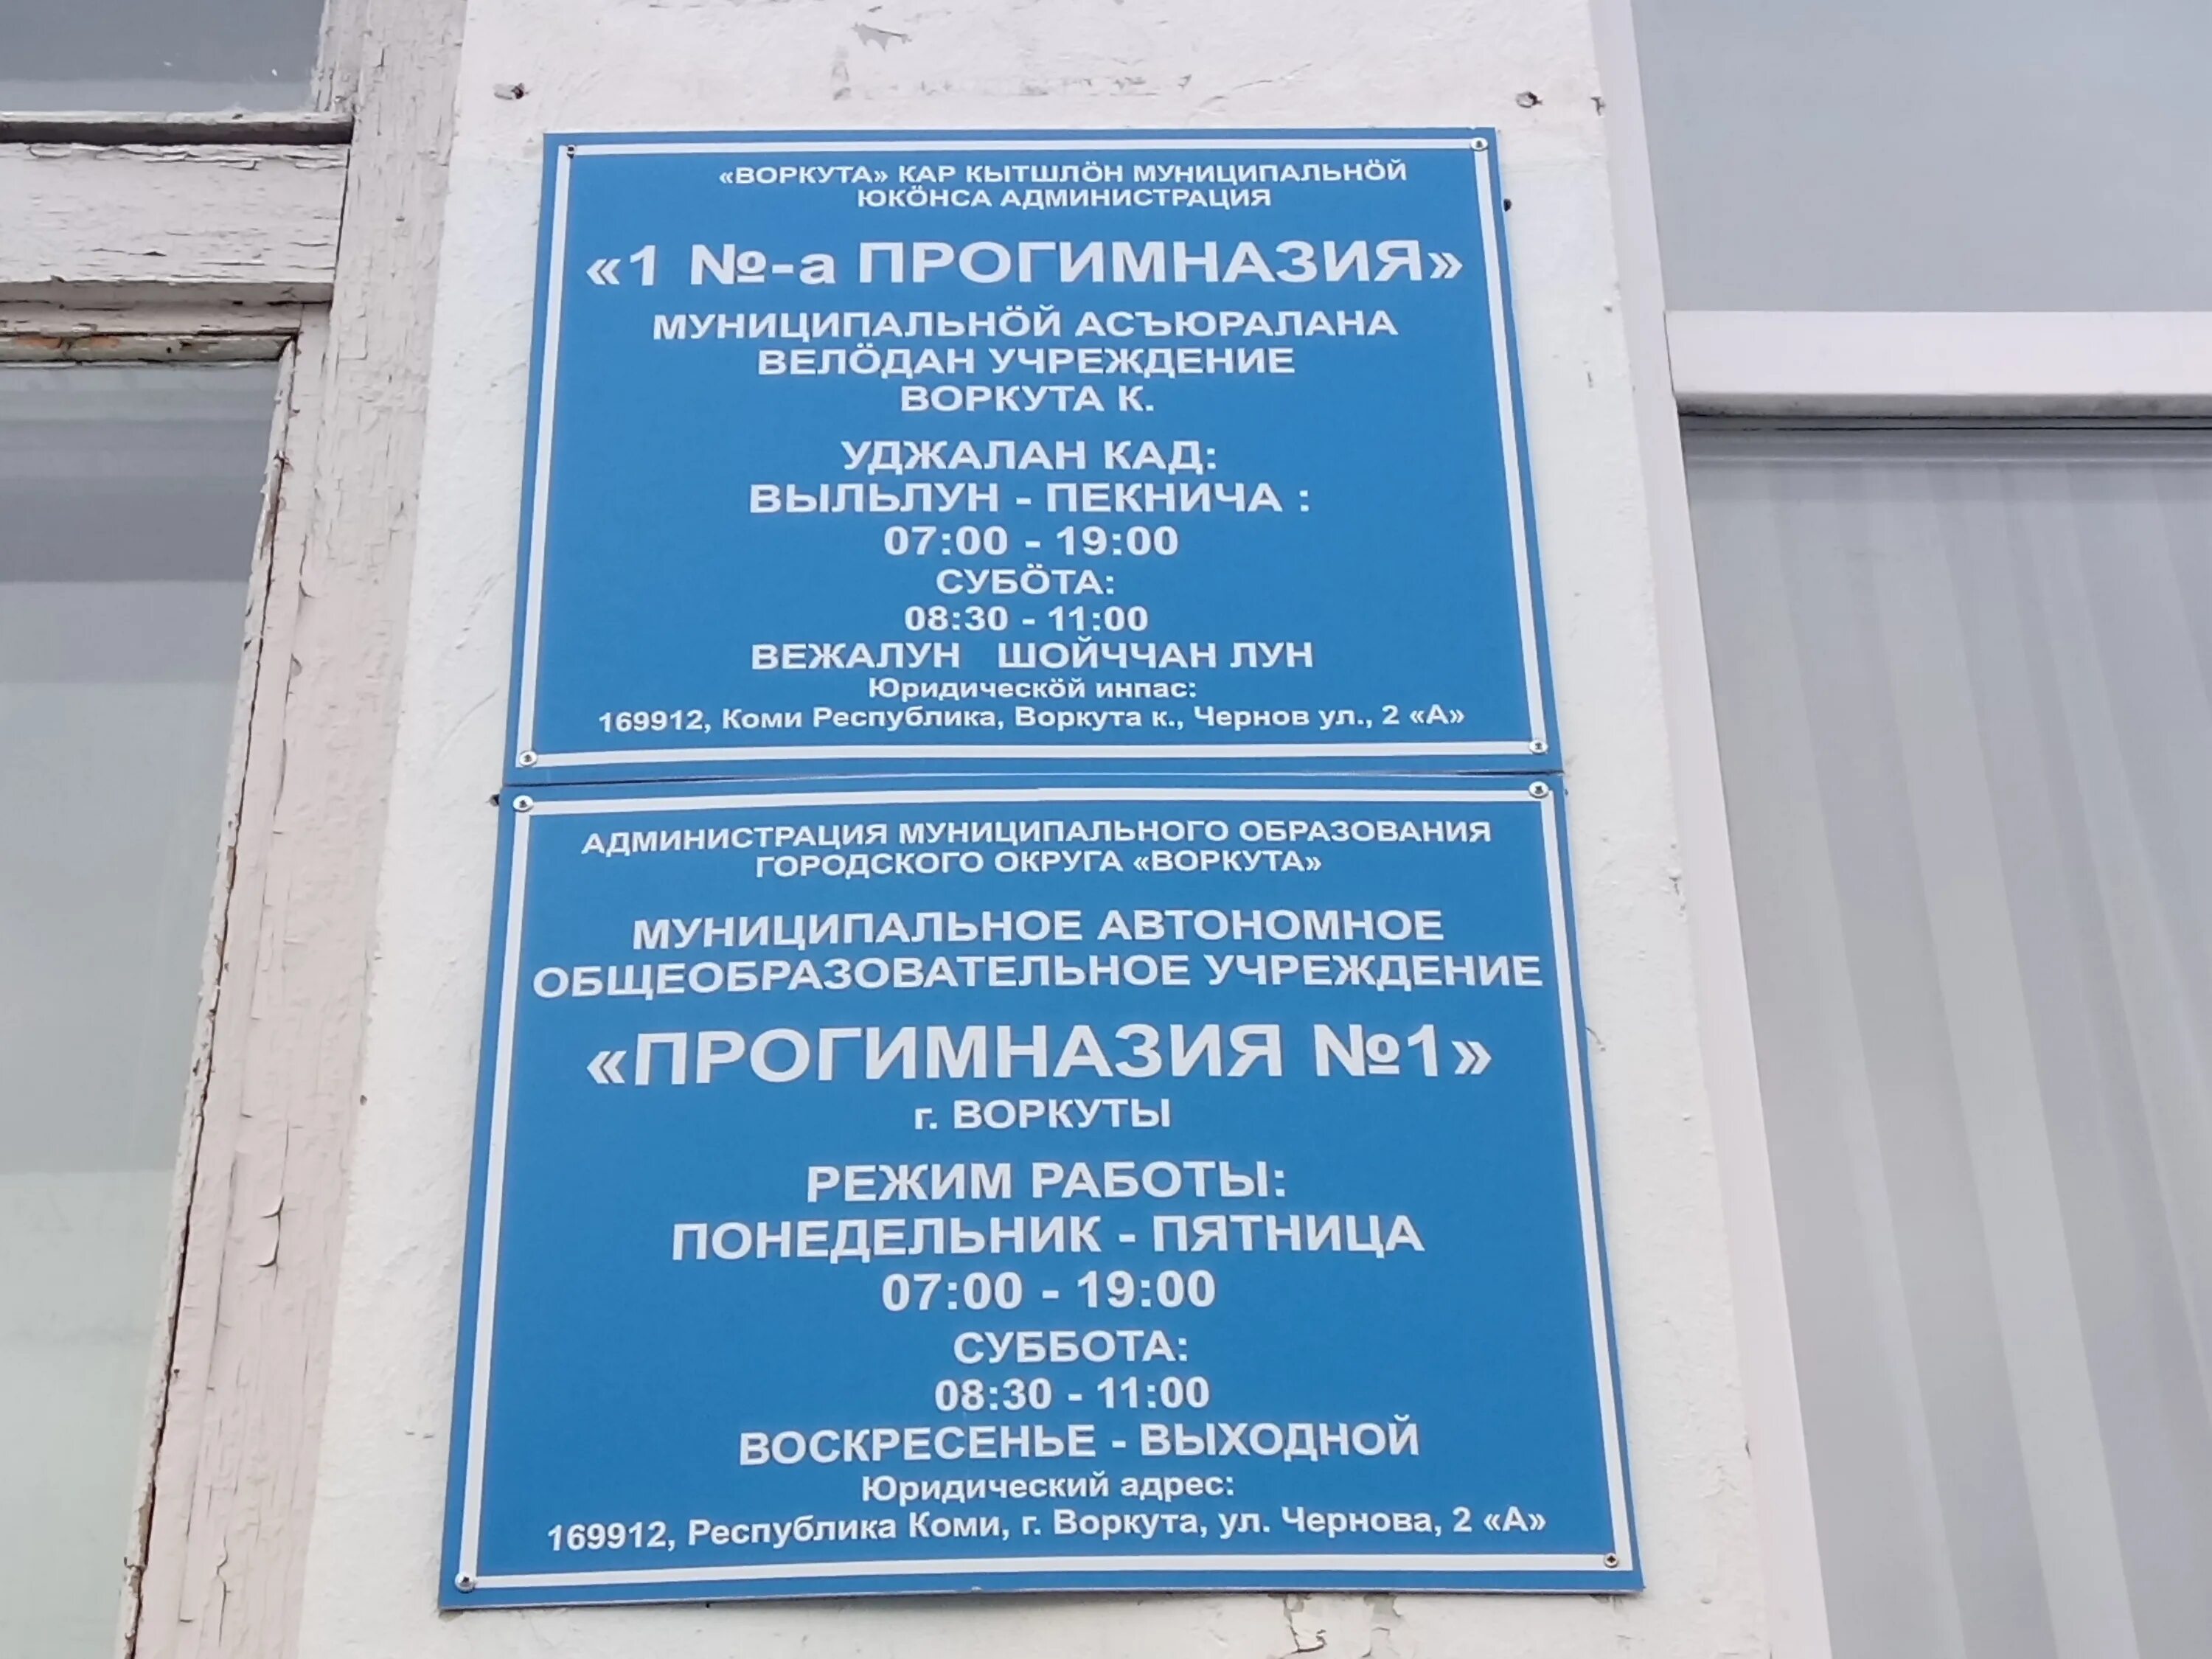 «ВОРКУТА» КАР КЫТШЛӦН МУНИЦИПАЛЬНӦЙ
ЮКӦНСА АДМИНИСТРАЦИЯ
«1 №-а ПРОГИМНАЗИЯ»
МУНИЦИПАЛЬНӦЙ АСЪЮРАЛАНА
ВЕЛӦДАН УЧРЕЖДЕНИЕ
ВОРКУТА К.
УДЖАЛАН КАД:
ВЫЛЬЛУН - ПЕКНИЧА :
07:00 - 19:00
СУБӦТА:
08:30 - 11:00
ВЕЖАЛУН ШОЙЧЧАН ЛУН
Юридическӧй инпас:
169912, Коми Республика, Воркута к., Чернов ул., 2 «А»
АДМИНИСТРАЦИЯ МУНИЦИПАЛЬНОГО ОБРАЗОВАНИЯ
ГОРОДСКОГО ОКРУГА «ВОРКУТА»
МУНИЦИПАЛЬНОЕ АВТОНОМНОЕ
ОБЩЕОБРАЗОВАТЕЛЬНОЕ УЧРЕЖДЕНИЕ
«ПРОГИМНАЗИЯ №1»
г. ВОРКУТЫ
РЕЖИМ РАБОТЫ:
ПОНЕДЕЛЬНИК - ПЯТНИЦА
07:00 - 19:00
СУББОТА:
08:30 - 11:00
ВОСКРЕСЕНЬЕ - ВЫХОДНОЙ
Юридический адрес:
169912, Республика Коми, г. Воркута, ул. Чернова, 2 «А»